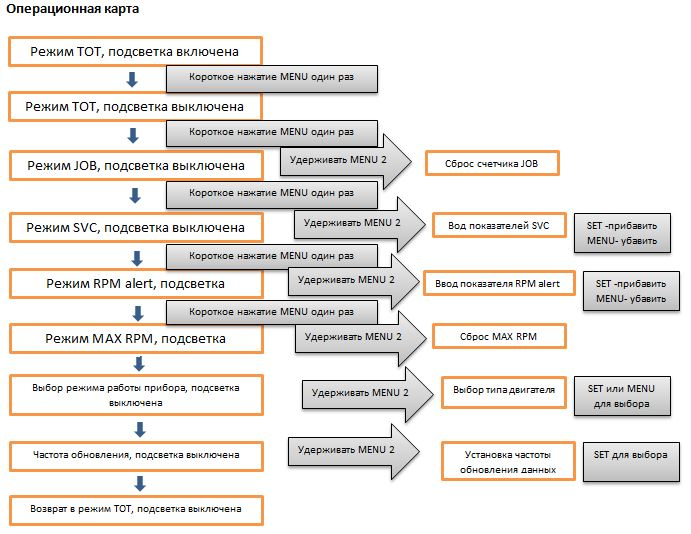 Операционная карта
Режим ТОТ, подсветка включена
Короткое нажатие MENU один раз
Режим ТОТ, подсветка выключена
Короткое нажатие MENU один раз
Режим JOB, подсветка выключена
Удерживать MENU 2
Сброс счетчика JOB
Короткое нажатие MENU один раз
Режим SVC, подсветка выключена
Удерживать MENU 2
Вод показателей SVC
SET -прибавить
MENU- убавить
Короткое нажатие MENU один раз
Режим RPM alert, подсветка
Удерживать MENU 2
Ввод показателя RPM alert
SET -прибавить
MENU- убавить
Короткое нажатие MENU один раз
Режим MAX RPM, подсветка
Удерживать MENU 2
Сброс MAX RPM
Выбор режима работы прибора, подсветка
выключена
Удерживать MENU 2
Выбор типа двигателя
SET или MENU
для выбора
Частота обновления, подсветка выключена
Удерживать MENU 2
Установка частоты
обновления данных
SET для выбора
Возврат в режим ТОТ, подсветка выключена